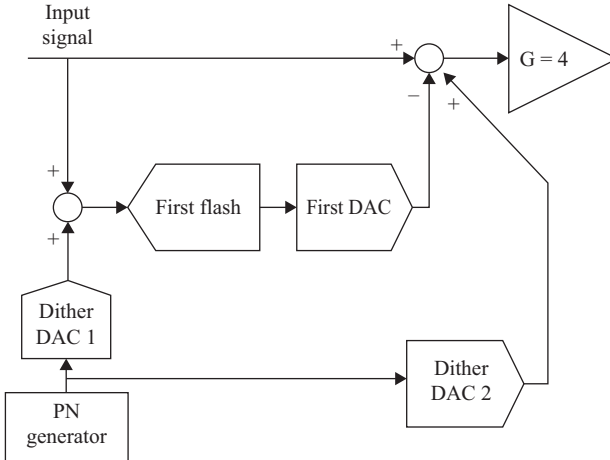 Input
signal
+
G = 4
−
+
+
First flash
First DAC
+
Dither
DAC 1
Dither
DAC 2
PN
generator